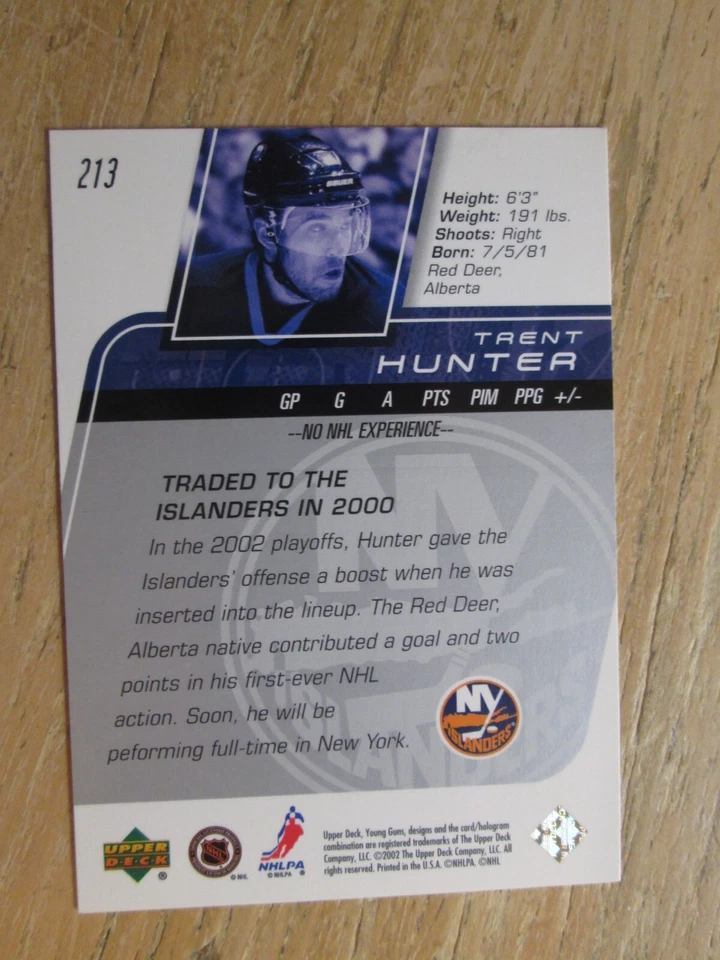 213
BAUER
Height: 6'3"
Weight: 191 lbs.
Shoots: Right
Born: 7/5/81
Red Deer,
Alberta
TRENT
HUNTER
GP G A PTS PIM PPG +/-
--NO NHL EXPERIENCE--
TRADED TO THE
ISLANDERS IN 2000
In the 2002 playoffs, Hunter gave the
Islanders' offense a boost when he was
inserted into the lineup. The Red Deer,
Alberta native contributed a goal and two
points in his first-ever NHL
action. Soon, he will be
peforming full-time in New York.
NY
ISLANDERS
UPPER
DECK
®
NHL
© NHL
NHLPA
© NHLPA
Upper Deck, Young Guns, designs and the card/hologram
combination are registered trademarks of The Upper Deck
Company, LLC. ©2002 The Upper Deck Company, LLC. All
rights reserved. Printed in the U.S.A. ©NHLPA. ©NHL